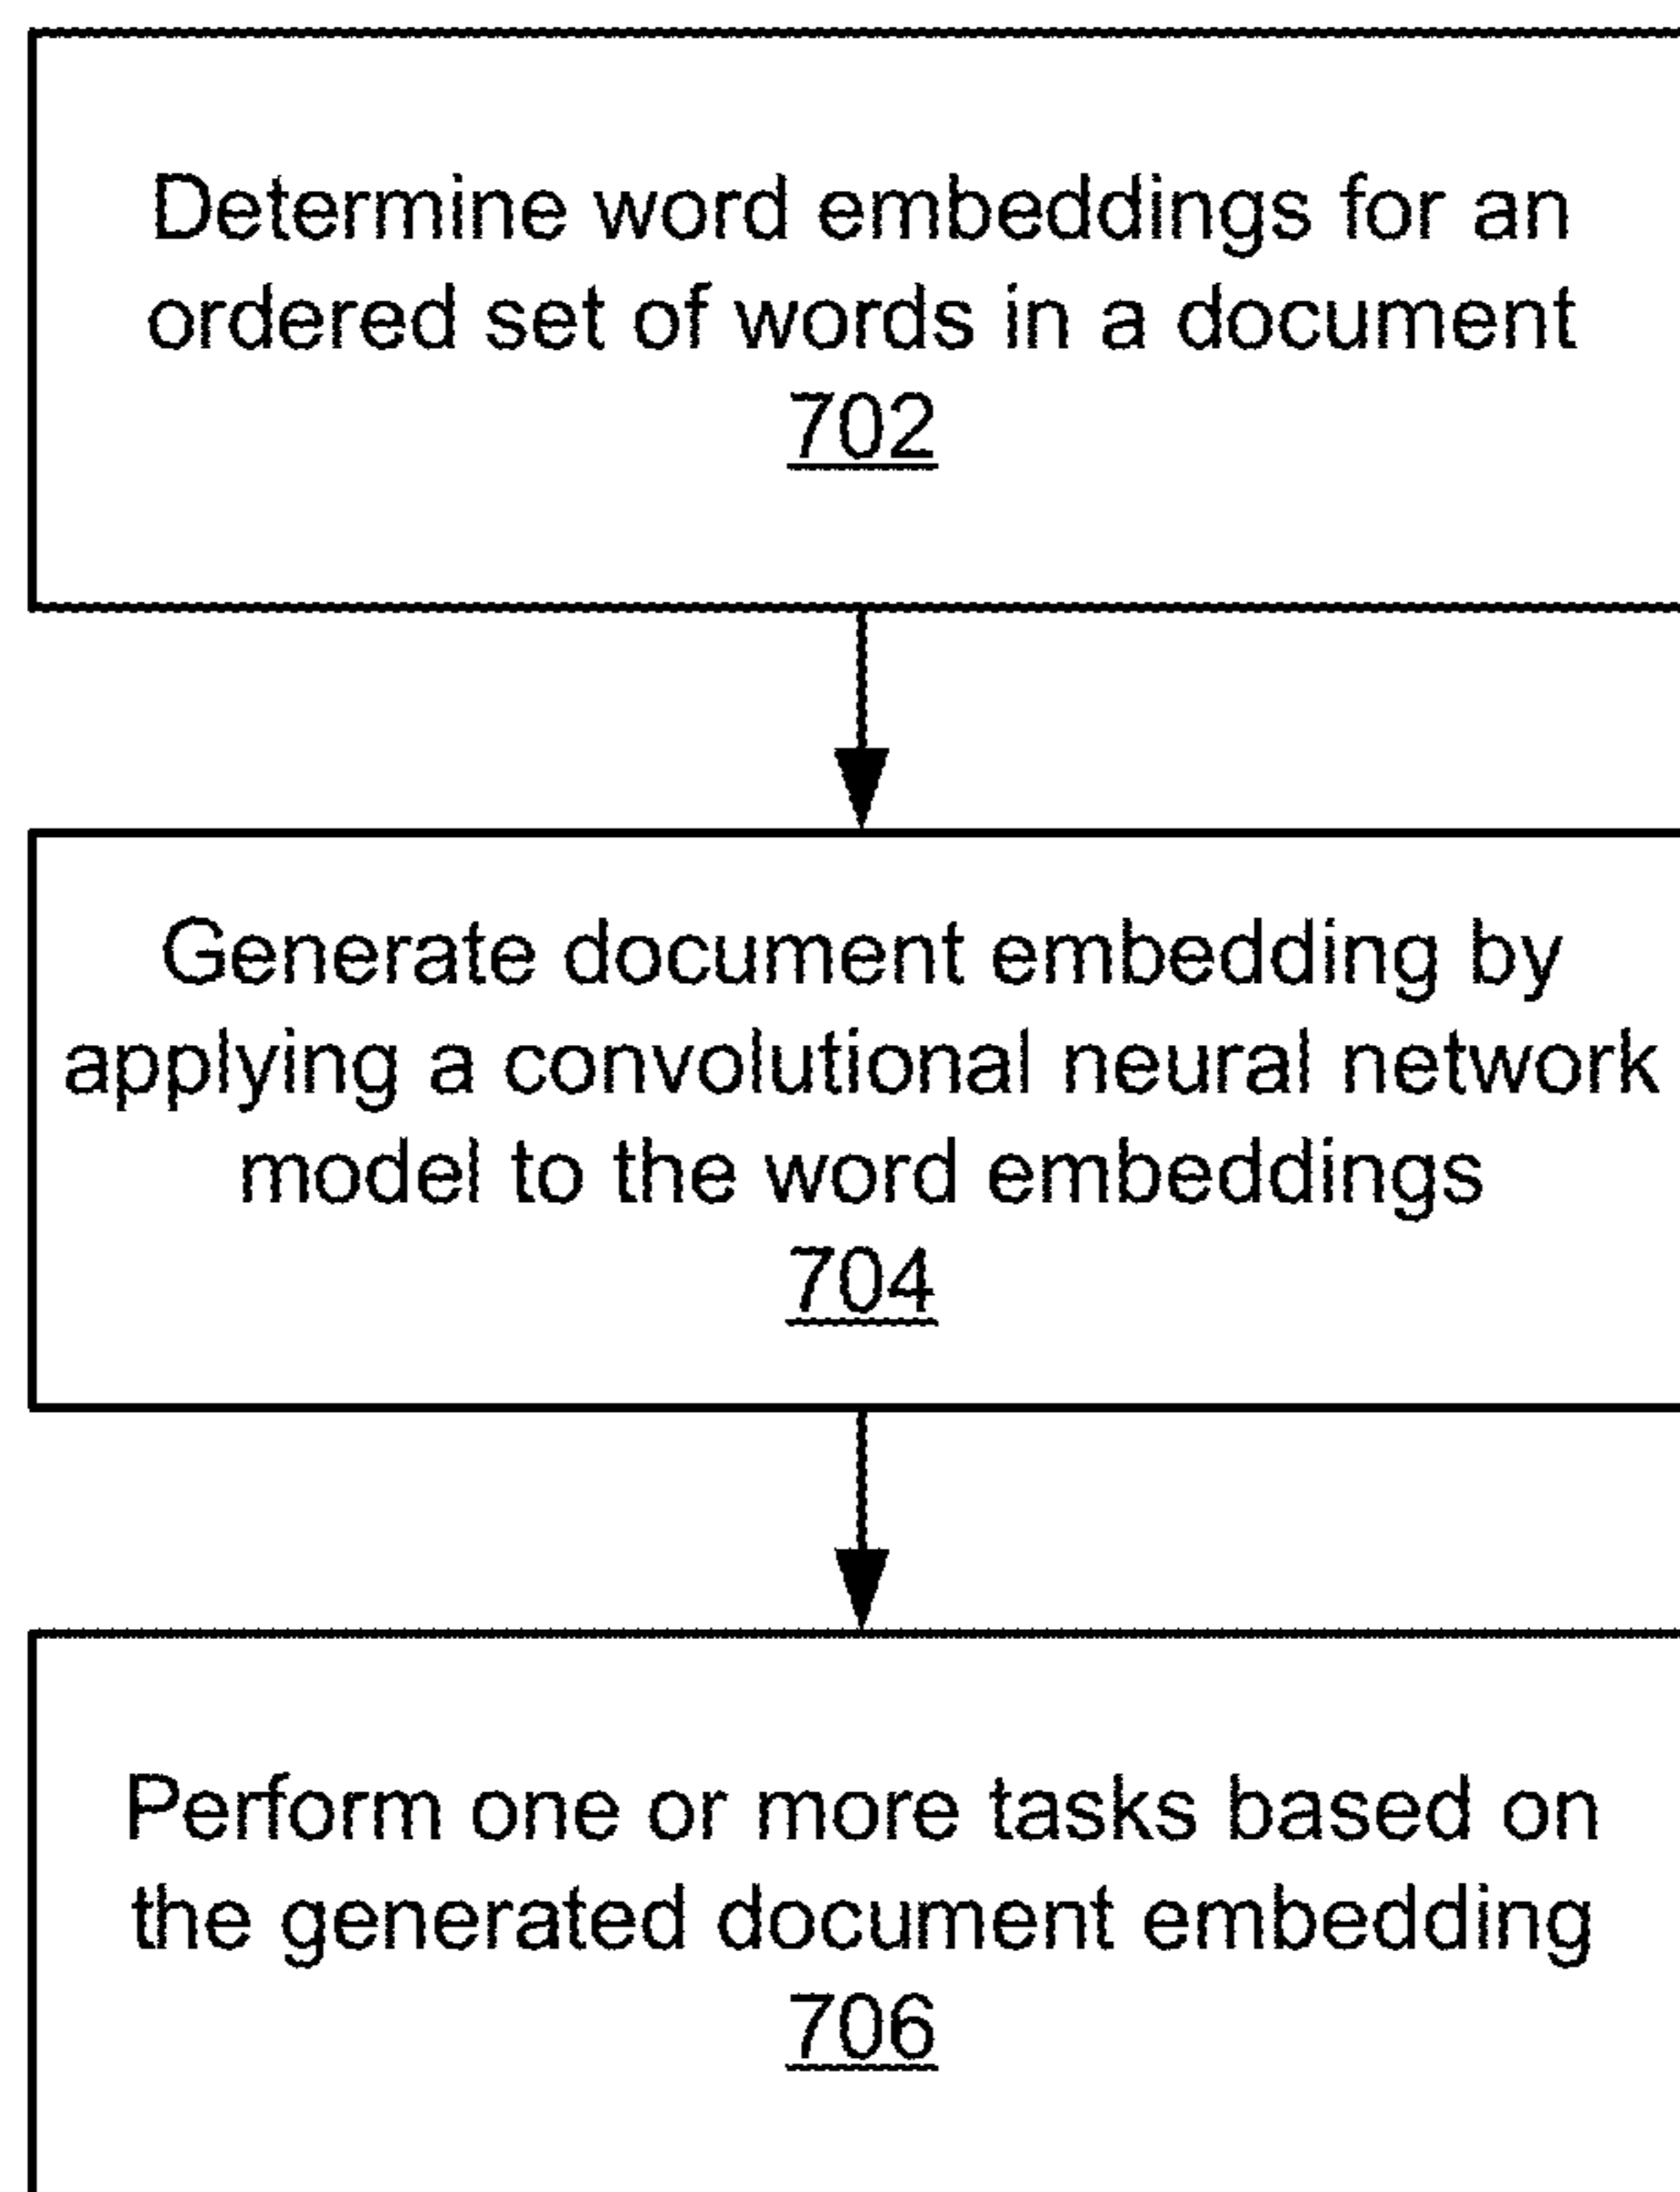 Determine word embeddings for an
ordered set of words in a document
702
Generate document embedding by
applying a convolutional neural network
model to the word embeddings
704
Perform one or more tasks based on
the generated document embedding
706